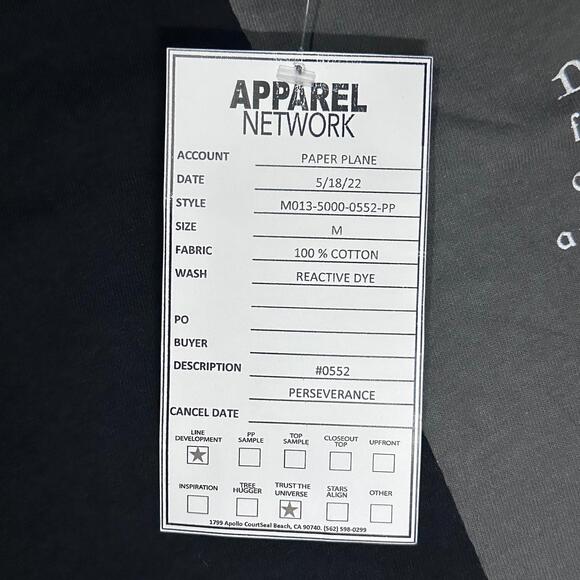 APPAREL
NETWORK
ACCOUNT PAPER PLANE
DATE 5/18/22
STYLE M013-5000-0552-PP
SIZE M
FABRIC 100 % COTTON
WASH REACTIVE DYE
PO
BUYER
DESCRIPTION #0552
PERSEVERANCE
CANCEL DATE
LINE DEVELOPMENT
PP SAMPLE
TOP SAMPLE
CLOSEOUT TOP
UPFRONT
INSPIRATION
TREE HUGGER
TRUST THE UNIVERSE
STARS ALIGN
OTHER
1799 Apollo CourtSeal Beach, CA 90740. (562) 598-0299